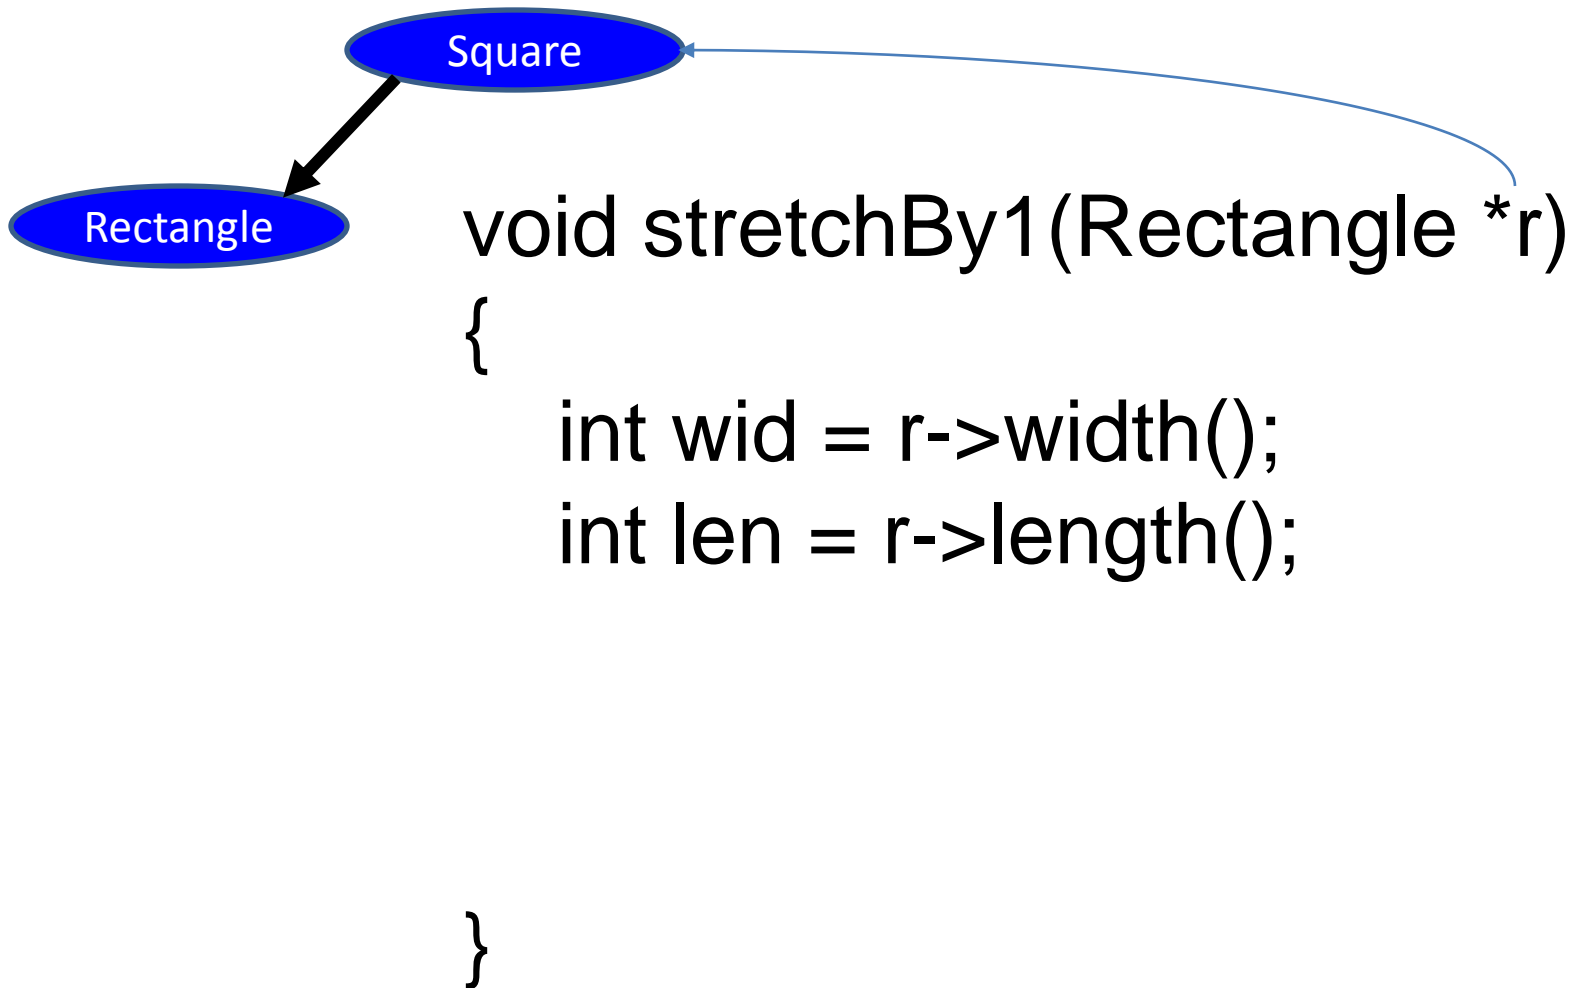 Square
Rectangle
void stretchBy1(Rectangle *r)
{
int wid = r->width();
int len = r->length();
}